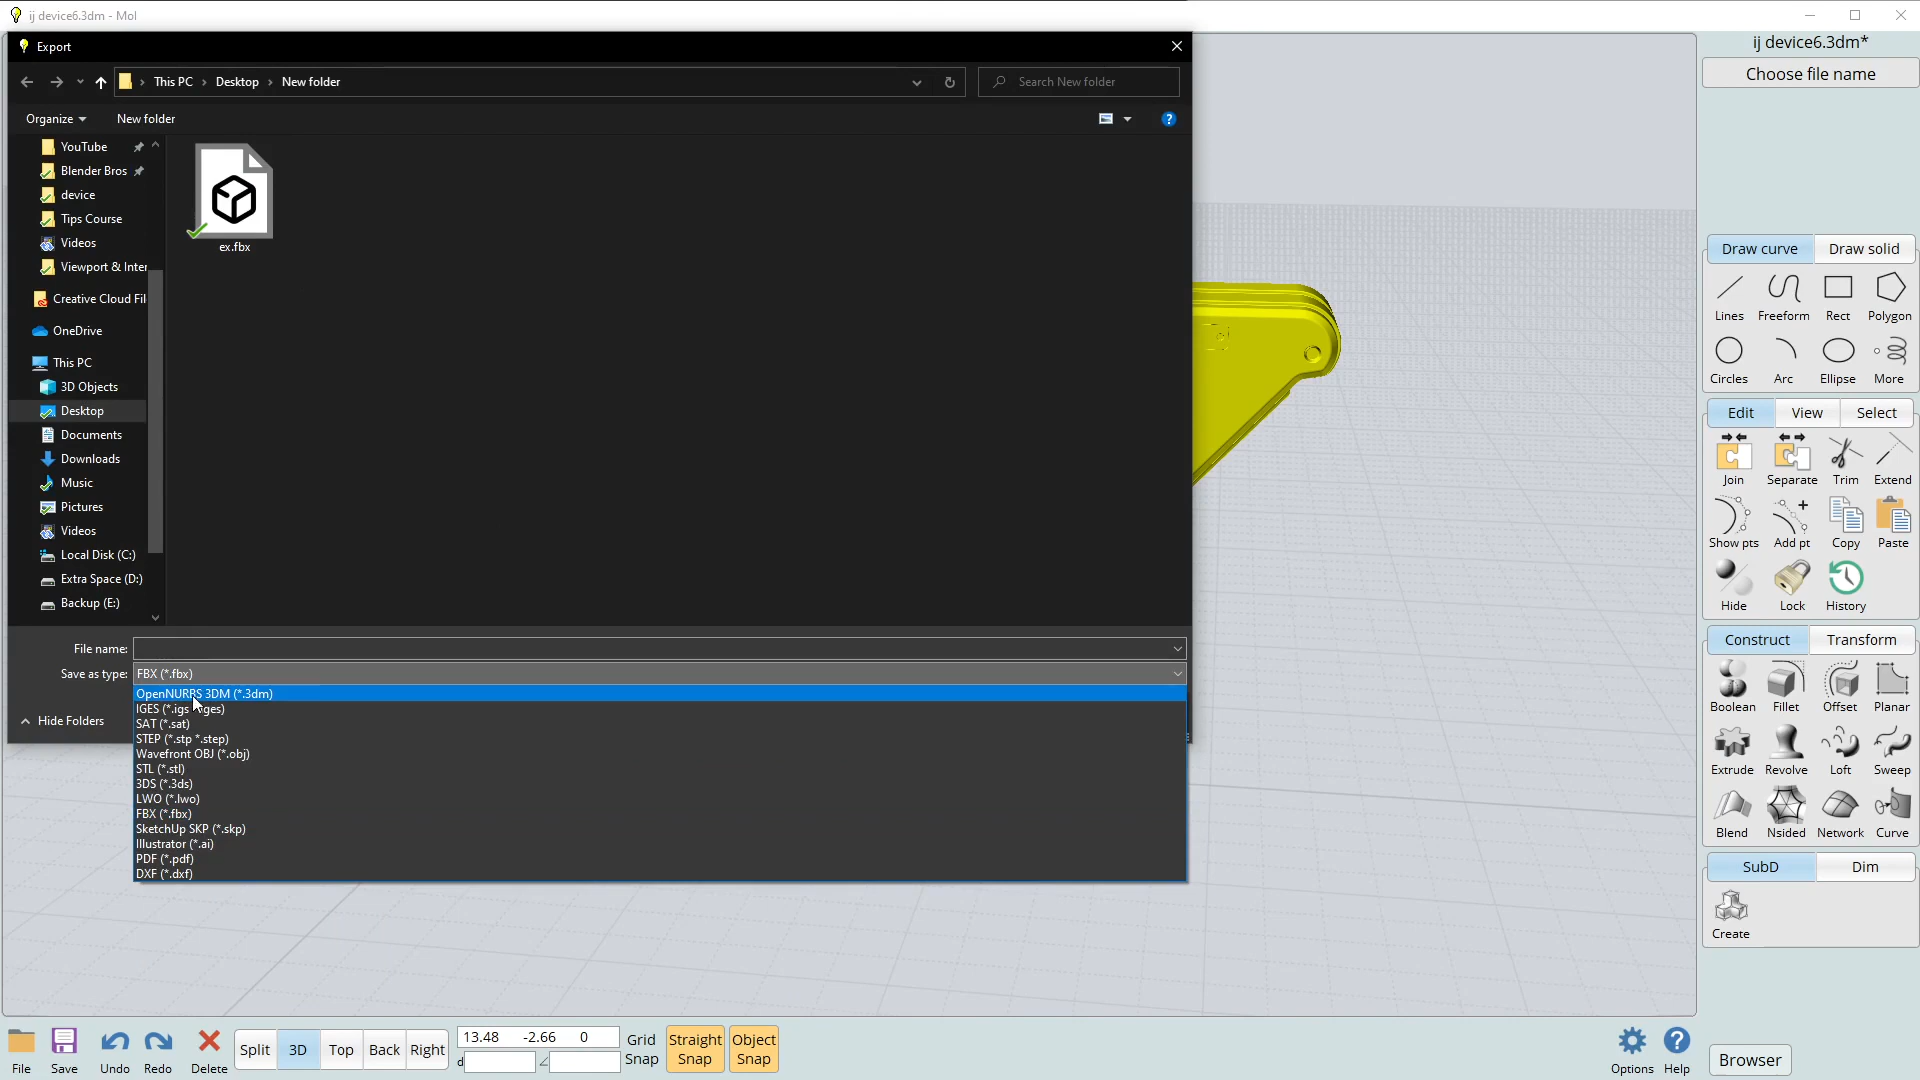 ij device6.3dm - MoI
Export
This PC > Desktop > New folder
Search New folder
Organize
New folder
YouTube
Blender Bros
device
Tips Course
Videos
Viewport & Inter
Creative Cloud Fil
OneDrive
This PC
3D Objects
Desktop
Documents
Downloads
Music
Pictures
Videos
Local Disk (C:)
Extra Space (D:)
Backup (E:)
ex.fbx
File name:
Save as type: FBX (*.fbx)
OpenNURBS 3DM (*.3dm)
IGES (*.igs *.iges)
SAT (*.sat)
STEP (*.stp *.step)
Wavefront OBJ (*.obj)
STL (*.stl)
3DS (*.3ds)
LWO (*.lwo)
FBX (*.fbx)
SketchUp SKP (*.skp)
Illustrator (*.ai)
PDF (*.pdf)
DXF (*.dxf)
Hide Folders
ij device6.3dm*
Choose file name
Draw curve Draw solid
Lines Freeform Rect Polygon
Circles Arc Ellipse More
Edit View Select
Join Separate Trim Extend
Show pts Add pt Copy Paste
Hide Lock History
Construct Transform
Boolean Fillet Offset Planar
Extrude Revolve Loft Sweep
Blend Nsided Network Curve
SubD Dim
Create
File Save Undo Redo Delete
Split 3D Top Back Right
13.48 -2.66 0
d
Grid Snap
Straight Snap
Object Snap
Options Help
Browser